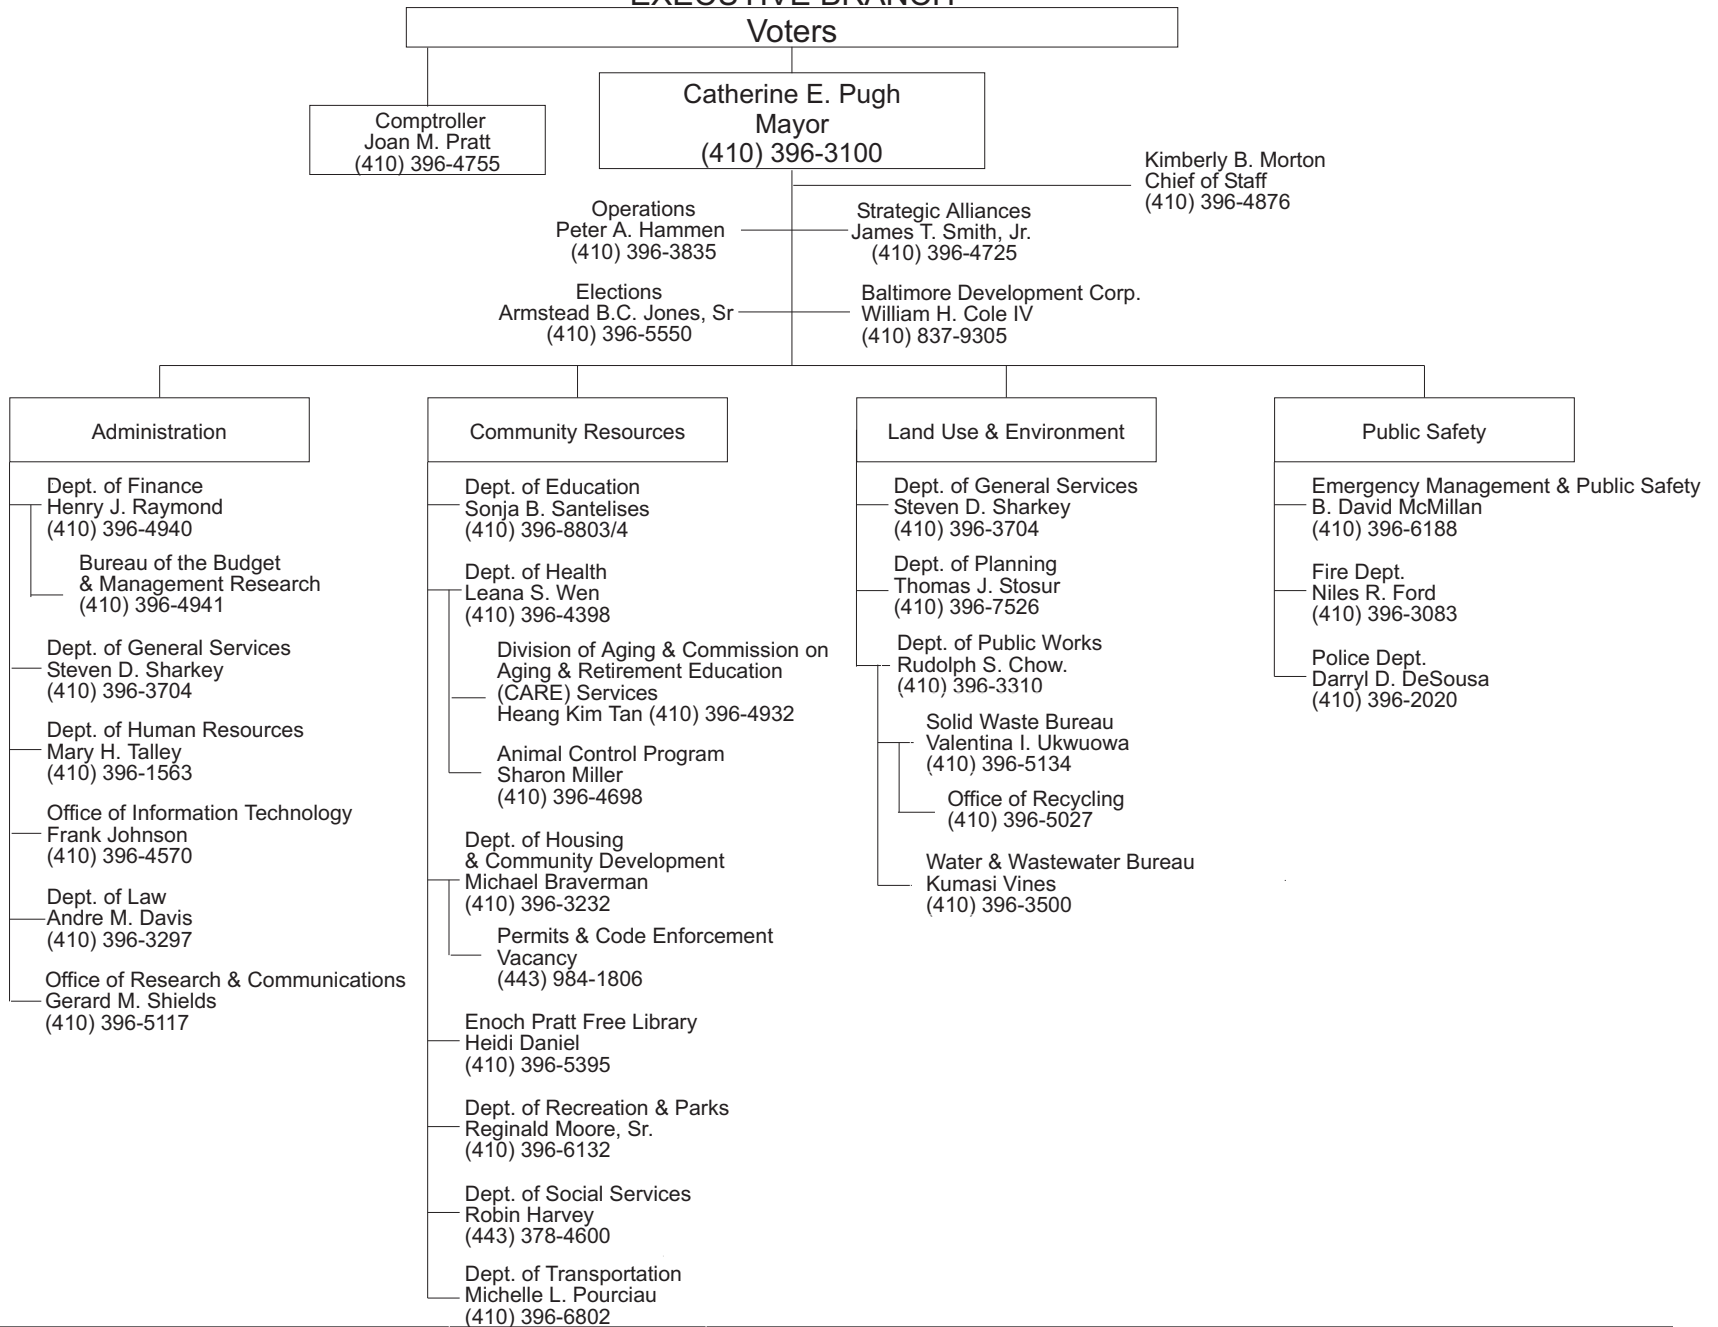 EXECUTIVE BRANCH
Voters
Catherine E. Pugh
Mayor
(410) 396-3100
Comptroller
Joan M. Pratt
(410) 396-4755
Kimberly B. Morton
Chief of Staff
(410) 396-4876
Operations
Peter A. Hammen
(410) 396-3835
Strategic Alliances
James T. Smith, Jr.
(410) 396-4725
Elections
Armstead B.C. Jones, Sr
(410) 396-5550
Baltimore Development Corp.
William H. Cole IV
(410) 837-9305
Administration
Dept. of Finance
Henry J. Raymond
(410) 396-4940
Bureau of the Budget
& Management Research
(410) 396-4941
Dept. of General Services
Steven D. Sharkey
(410) 396-3704
Dept. of Human Resources
Mary H. Talley
(410) 396-1563
Office of Information Technology
Frank Johnson
(410) 396-4570
Dept. of Law
Andre M. Davis
(410) 396-3297
Office of Research & Communications
Gerard M. Shields
(410) 396-5117
Community Resources
Dept. of Education
Sonja B. Santelises
(410) 396-8803/4
Dept. of Health
Leana S. Wen
(410) 396-4398
Division of Aging & Commission on
Aging & Retirement Education
(CARE) Services
Heang Kim Tan (410) 396-4932
Animal Control Program
Sharon Miller
(410) 396-4698
Dept. of Housing
& Community Development
Michael Braverman
(410) 396-3232
Permits & Code Enforcement
Vacancy
(443) 984-1806
Enoch Pratt Free Library
Heidi Daniel
(410) 396-5395
Dept. of Recreation & Parks
Reginald Moore, Sr.
(410) 396-6132
Dept. of Social Services
Robin Harvey
(443) 378-4600
Dept. of Transportation
Michelle L. Pourciau
(410) 396-6802
Land Use & Environment
Dept. of General Services
Steven D. Sharkey
(410) 396-3704
Dept. of Planning
Thomas J. Stosur
(410) 396-7526
Dept. of Public Works
Rudolph S. Chow.
(410) 396-3310
Solid Waste Bureau
Valentina I. Ukwuowa
(410) 396-5134
Office of Recycling
(410) 396-5027
Water & Wastewater Bureau
Kumasi Vines
(410) 396-3500
Public Safety
Emergency Management & Public Safety
B. David McMillan
(410) 396-6188
Fire Dept.
Niles R. Ford
(410) 396-3083
Police Dept.
Darryl D. DeSousa
(410) 396-2020